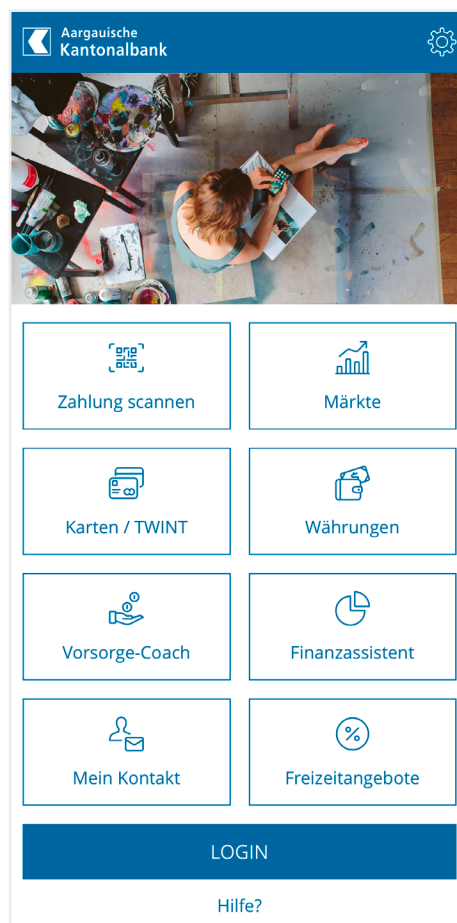 Aargauische
Kantonalbank
Zahlung scannen
Märkte
Karten / TWINT
Währungen
Vorsorge-Coach
Finanzassistent
Mein Kontakt
Freizeitangebote
LOGIN
Hilfe?